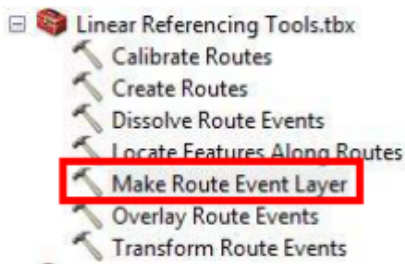 Linear Referencing Tools.tbx
Calibrate Routes
Create Routes
Dissolve Route Events
Locate Features Along Routes
Make Route Event Layer
Overlay Route Events
Transform Route Events